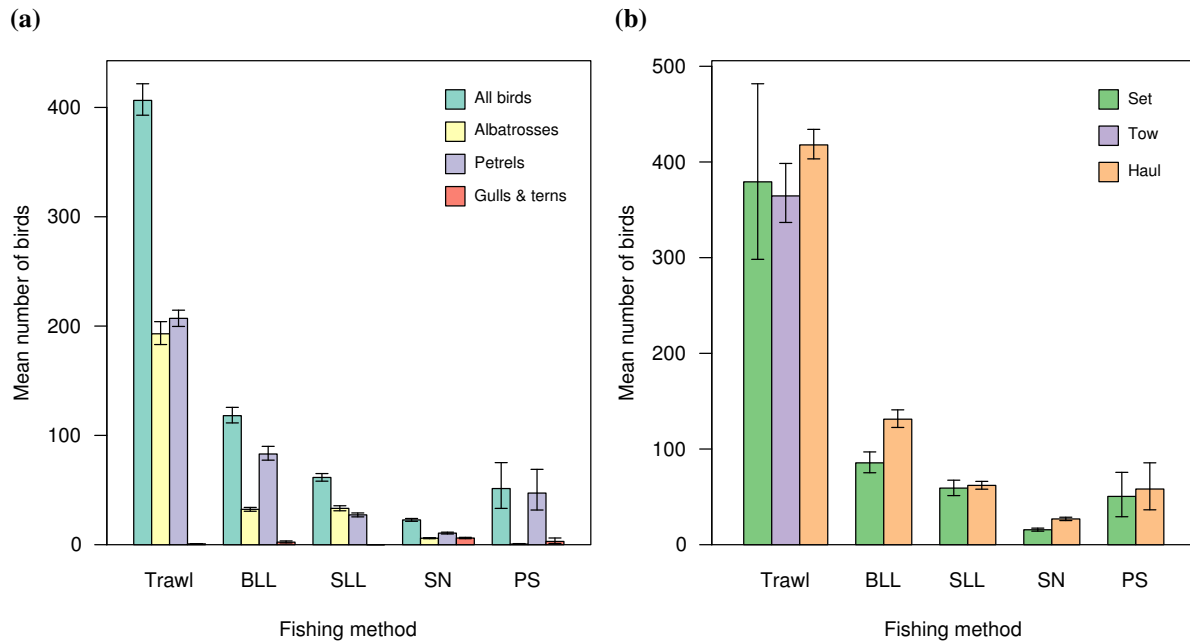 (a)
Mean number of birds
400
300
200
100
0
All birds
Albatrosses
Petrels
Gulls & terns
Trawl BLL SLL SN PS
Fishing method
(b)
Mean number of birds
500
400
300
200
100
0
Set
Tow
Haul
Trawl BLL SLL SN PS
Fishing method